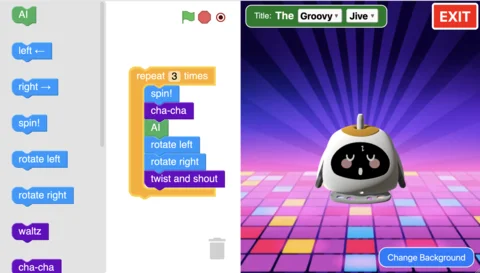 AI
left ←
right →
spin!
rotate left
rotate right
waltz
cha-cha
repeat 3 times
spin!
cha-cha
AI
rotate left
rotate right
twist and shout
Title: The Groovy Jive
EXIT
Change Background